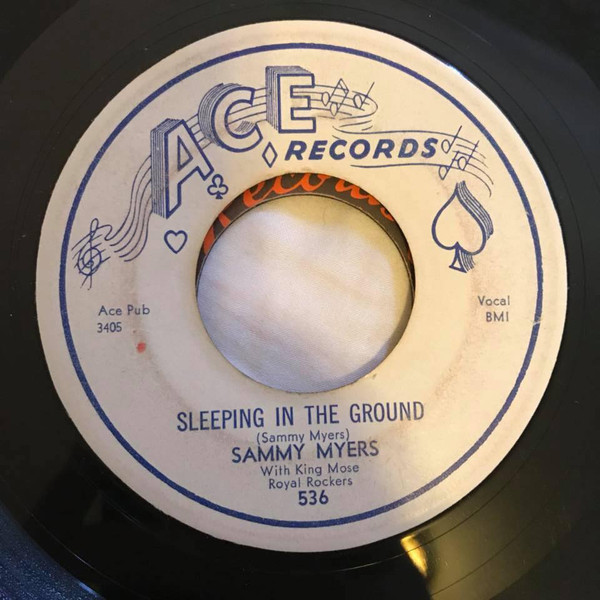 ACE
RECORDS
Records
Ace Pub
3405
Vocal
BMI
SLEEPING IN THE GROUND
(Sammy Myers)
SAMMY MYERS
With King Mose
Royal Rockers
536